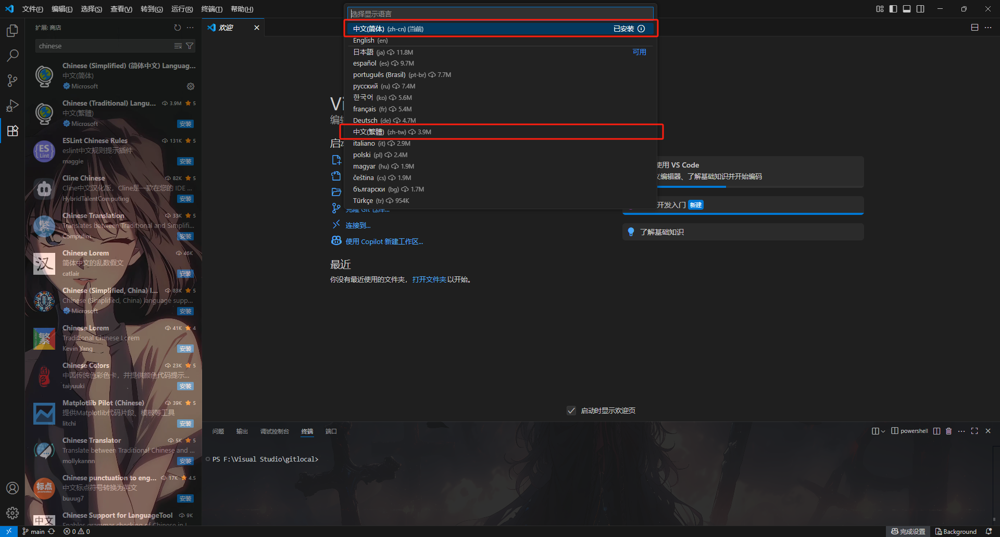 文件(F) 编辑(E) 选择(S) 查看(V) 转到(G) 运行(R) 终端(T) 帮助(H)
选择显示语言
中文(简体) (zh-cn) (当前) 已安装
English (en)
日本語 (ja) 11.8M 可用
español (es) 9.7M
português (Brasil) (pt-br) 7.7M
русский (ru) 7.4M
한국어 (ko) 5.6M
français (fr) 5.4M
Deutsch (de) 4.7M
中文(繁體) (zh-tw) 3.9M
italiano (it) 2.9M
polski (pl) 2.4M
magyar (hu) 1.9M
čeština (cs) 1.9M
български (bg) 1.7M
Türkçe (tr) 954K
扩展: 商店
chinese
Chinese (Simplified) (简体中文) Languag...
中文(简体)
Microsoft
Chinese (Traditional) Langu... 3.9M 5
中文(繁體)
Microsoft 安装
ESLint Chinese Rules 131K 5
eslint中文规则提示插件
maggie 安装
Cline Chinese 82K 5
Cline中文汉化版，Cline是一款在您的 IDE ...
HybridTalentComputing 安装
Chinese Translation 33K 5
Translates between Traditional and Simplifi...
Compulim 安装
Chinese Lorem 46K
简体中文的乱数假文
catlair 安装
Chinese (Simplified, China) l... 83K 5
Chinese (Simplified, China) language supp...
Microsoft 安装
Chinese Lorem 41K 4
Traditional Chinese Lorem
Kevin Yang 安装
Chinese Colors 23K 5
中国传统色彩色卡，并提供颜色代码提示...
taiyuuki 安装
Matplotlib Pilot (Chinese) 39K 5
提供Matplotlib代码片段、模板等工具
litchi 安装
Chinese Translator 5K 5
Translate between Traditional Chinese and ...
mollykannn 安装
Chinese punctuation to eng... 17K 4.5
中文标点符号转换为英文
buuug7 安装
Chinese Support for LanguageTool 9K
ES
Lint
繁
汉
繁
标点
中文
欢迎
Vi
编辑
启动
克隆 Git 仓库...
连接到...
使用 Copilot 新建工作区...
最近
你没有最近使用的文件夹，打开文件夹以开始。
使用 VS Code
编辑器、了解基础知识并开始编码
开发入门 新建
了解基础知识
启动时显示欢迎页
问题 输出 调试控制台 终端 端口 powershell
PS F:\Visual Studio\gitlocal>
main 0 0 完成设置 Background